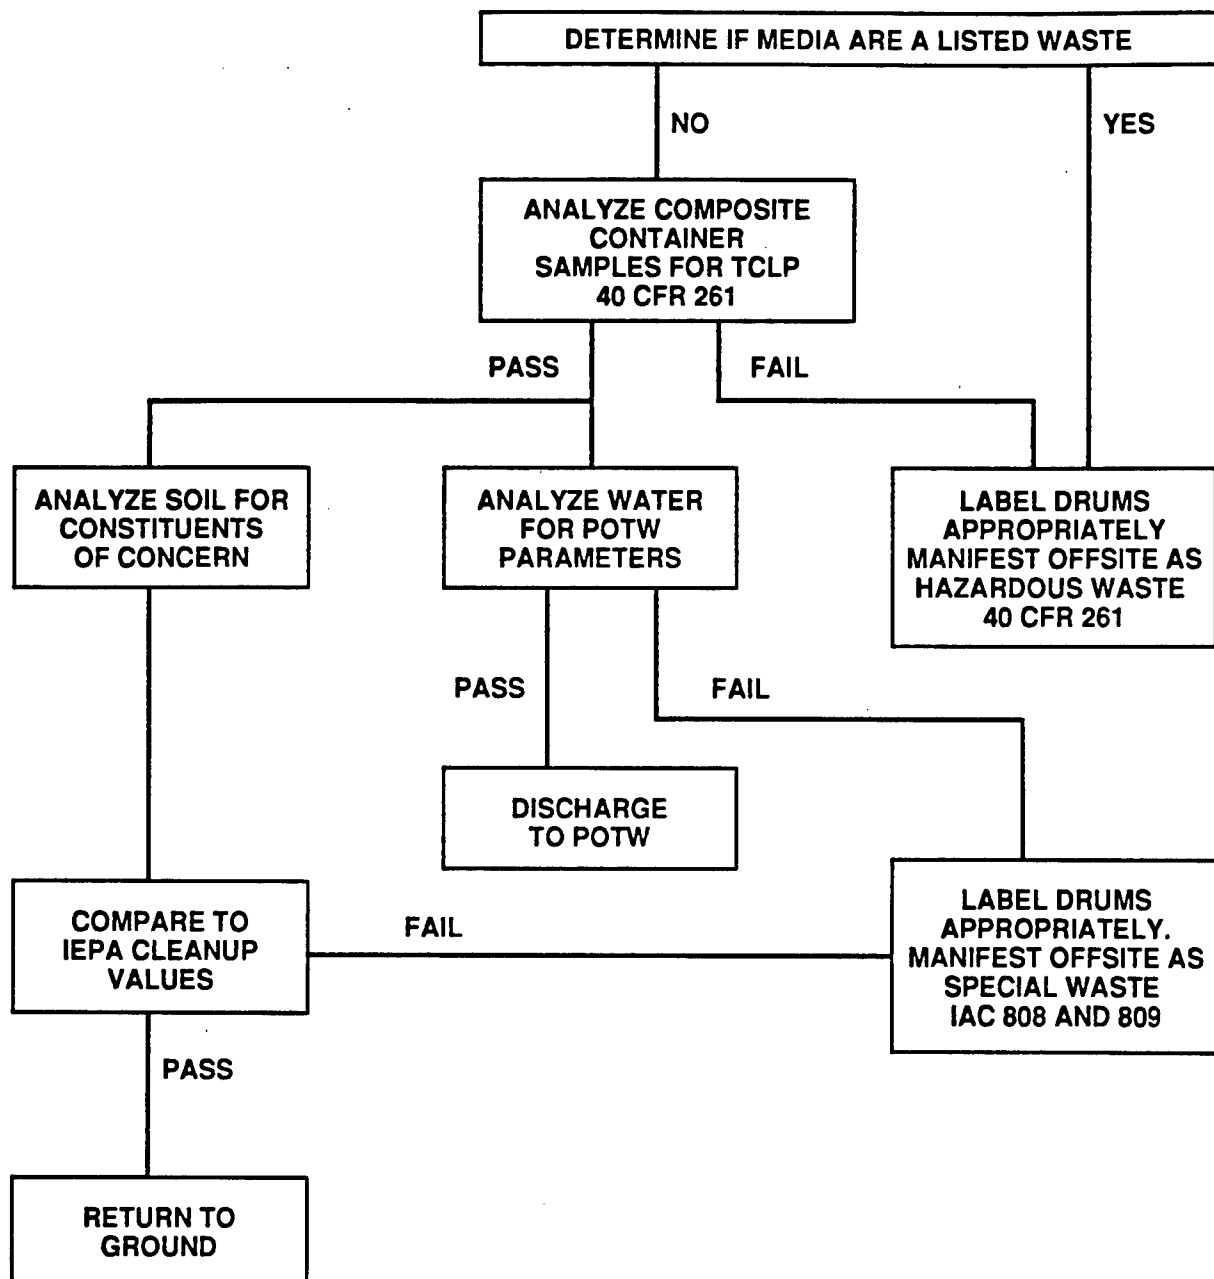 DETERMINE IF MEDIA ARE A LISTED WASTE
NO
YES
ANALYZE COMPOSITE
CONTAINER
SAMPLES FOR TCLP
40 CFR 261
PASS
FAIL
ANALYZE SOIL FOR
CONSTITUENTS
OF CONCERN
ANALYZE WATER
FOR POTW
PARAMETERS
LABEL DRUMS
APPROPRIATELY
MANIFEST OFFSITE AS
HAZARDOUS WASTE
40 CFR 261
PASS
FAIL
DISCHARGE
TO POTW
COMPARE TO
IEPA CLEANUP
VALUES
FAIL
LABEL DRUMS
APPROPRIATELY.
MANIFEST OFFSITE AS
SPECIAL WASTE
IAC 808 AND 809
PASS
RETURN TO
GROUND